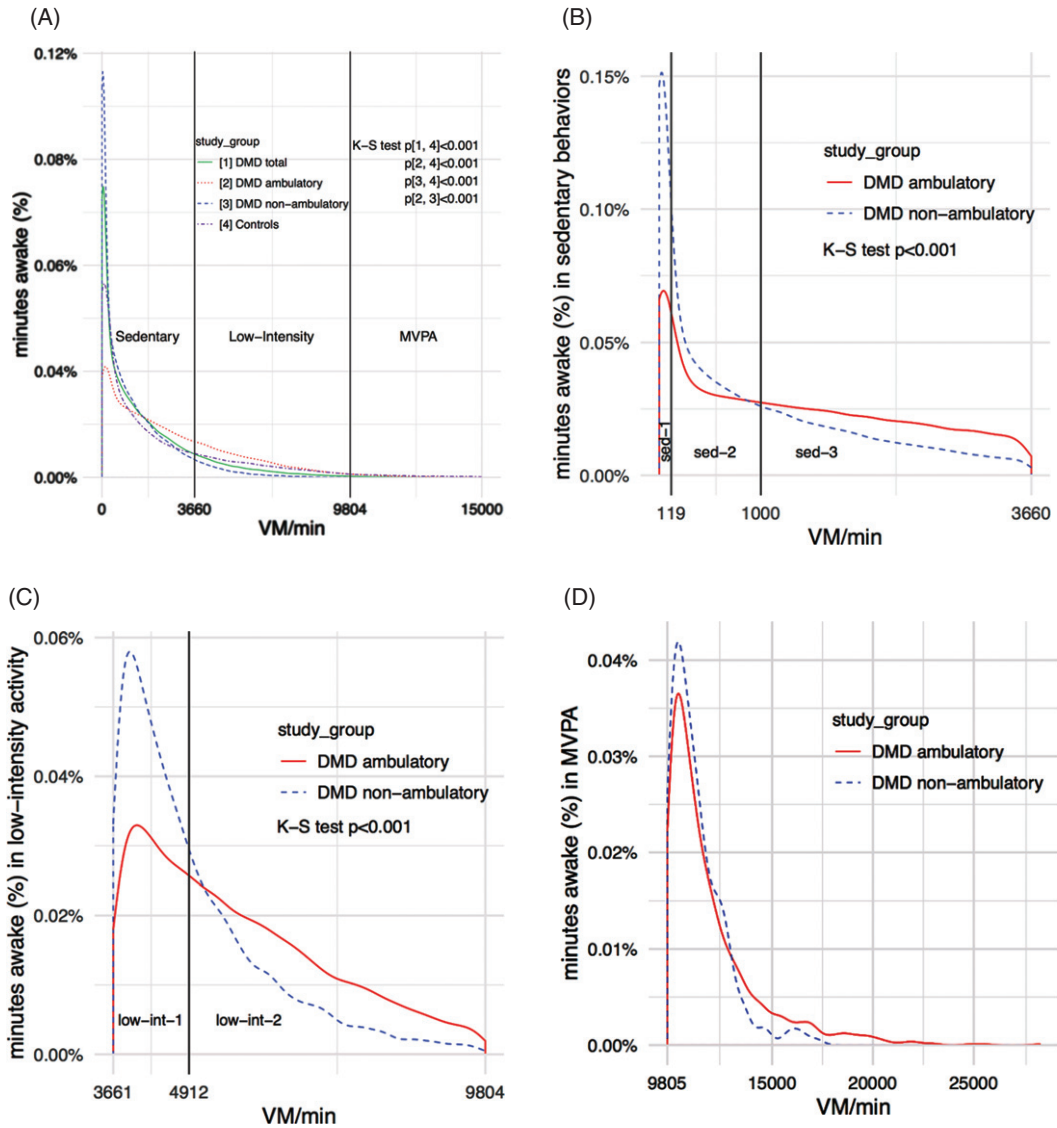 (A)
minutes awake (%)
0.12%
0.08%
0.06%
0.04%
0.00%
study_group
[1] DMD total
[2] DMD ambulatory
[3] DMD non-ambulatory
[4] Controls
K-S test p[1, 4]<0.001
p[2, 4]<0.001
p[3, 4]<0.001
p[2, 3]<0.001
Sedentary
Low-Intensity
MVPA
0
3660
9804
15000
VM/min
(B)
minutes awake (%) in sedentary behaviors
0.15%
0.10%
0.05%
0.00%
study_group
DMD ambulatory
DMD non-ambulatory
K-S test p<0.001
sed-1
sed-2
sed-3
119
1000
3660
VM/min
(C)
minutes awake (%) in low-intensity activity
0.06%
0.04%
0.02%
0.00%
study_group
DMD ambulatory
DMD non-ambulatory
K-S test p<0.001
low-int-1
low-int-2
3661
4912
9804
VM/min
(D)
minutes awake (%) in MVPA
0.04%
0.03%
0.02%
0.01%
0.00%
study_group
DMD ambulatory
DMD non-ambulatory
9805
15000
20000
25000
VM/min